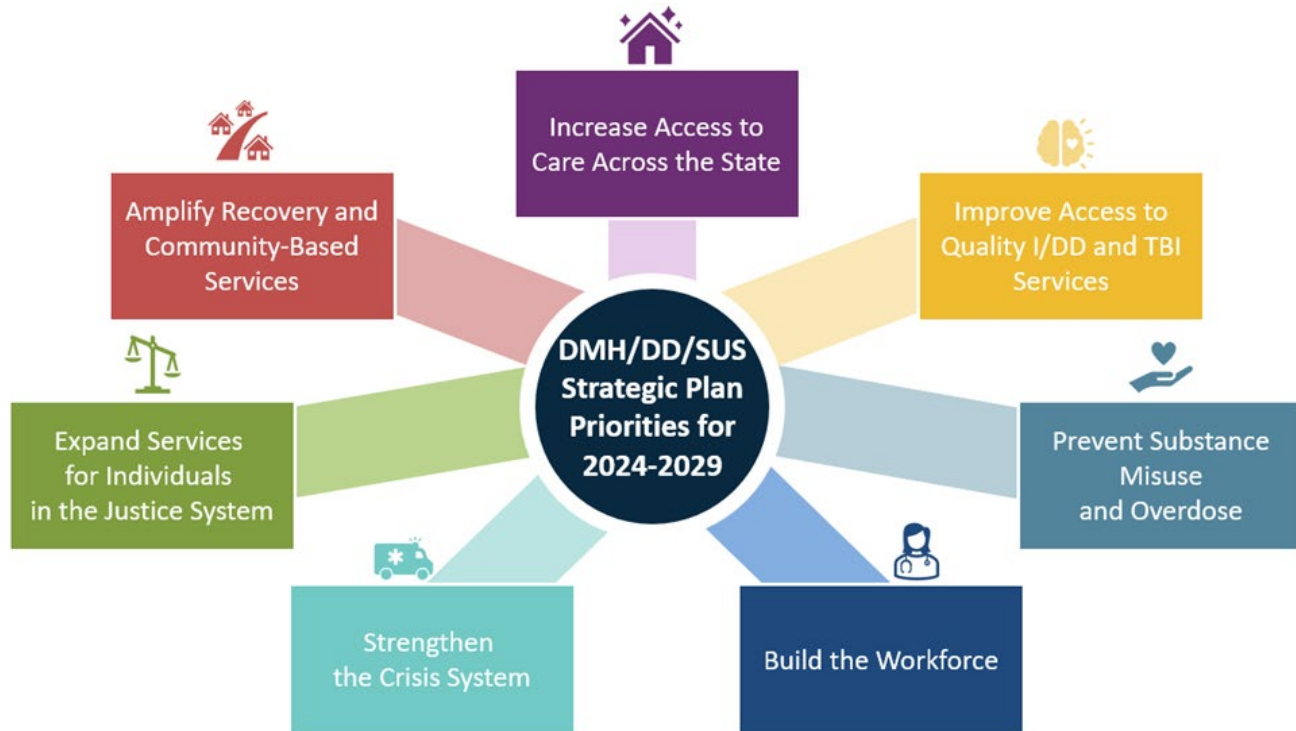 Increase Access to
Care Across the State
Amplify Recovery and
Community-Based
Services
Improve Access to
Quality I/DD and TBI
Services
DMH/DD/SUS
Strategic Plan
Priorities for
2024-2029
Expand Services
for Individuals
in the Justice System
Prevent Substance
Misuse
and Overdose
Strengthen
the Crisis System
Build the Workforce